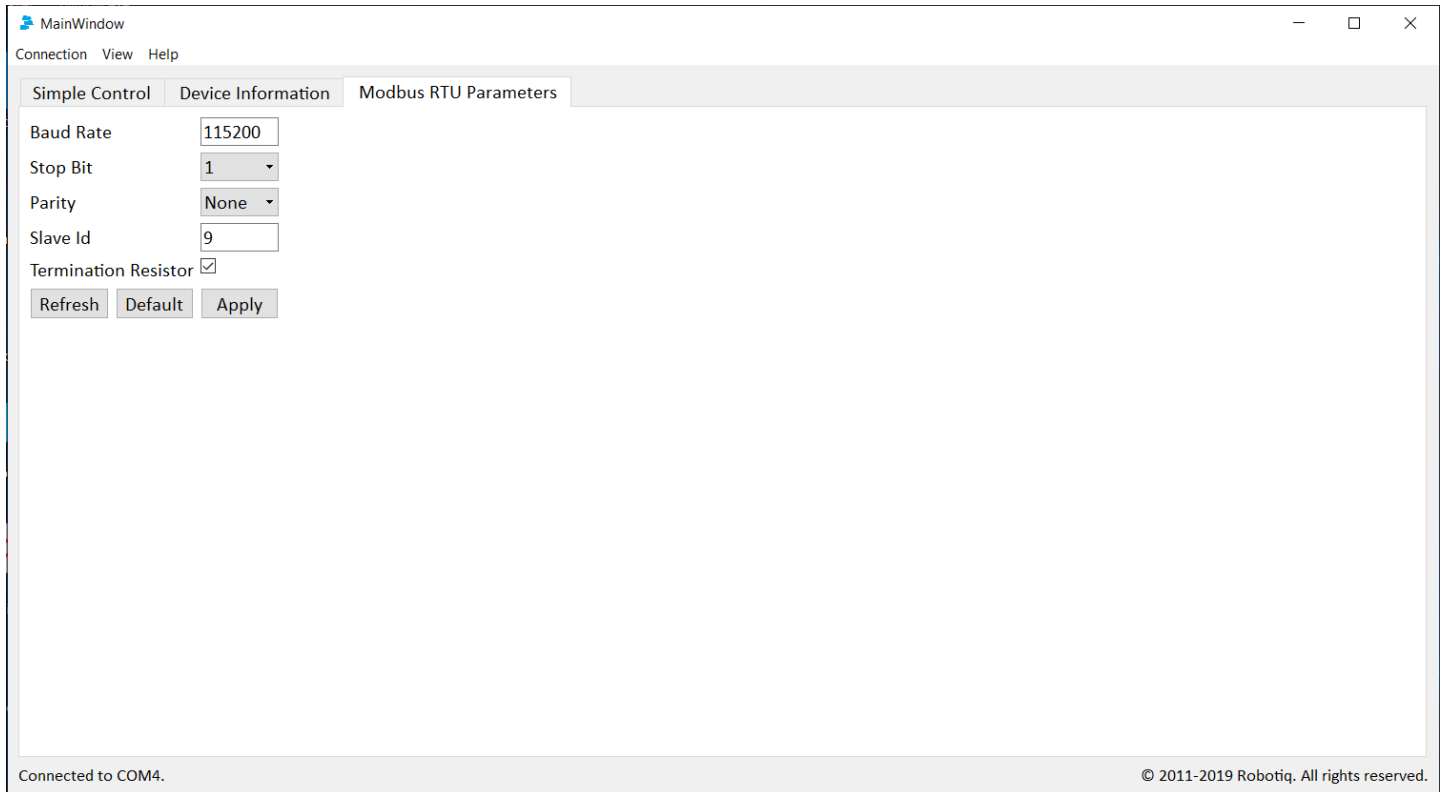 MainWindow
Connection View Help
Simple Control Device Information Modbus RTU Parameters
Baud Rate 115200
Stop Bit 1
Parity None
Slave Id 9
Termination Resistor
Refresh Default Apply
Connected to COM4. © 2011-2019 Robotiq. All rights reserved.